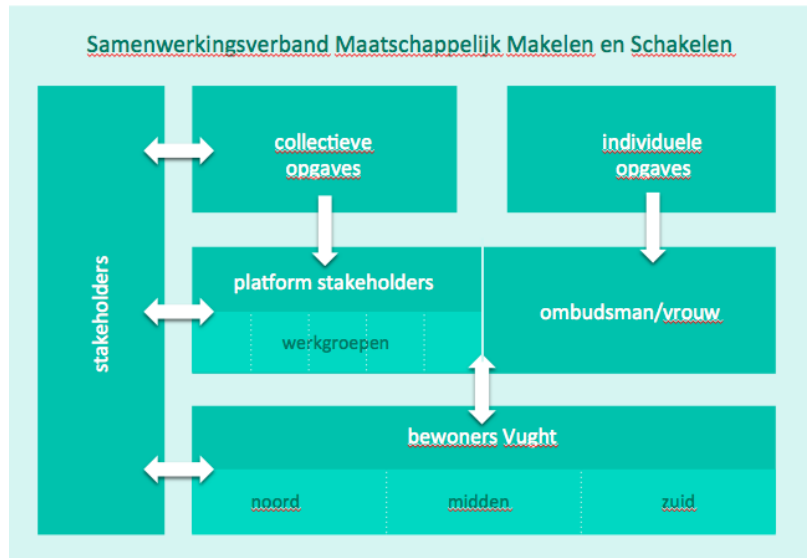 Samenwerkingsverband Maatschappelijk Makelen en Schakelen
stakeholders
collectieve
opgaves
individuele
opgaves
platform stakeholders
werkgroepen
ombudsman/vrouw
bewoners Vught
noord
midden
zuid